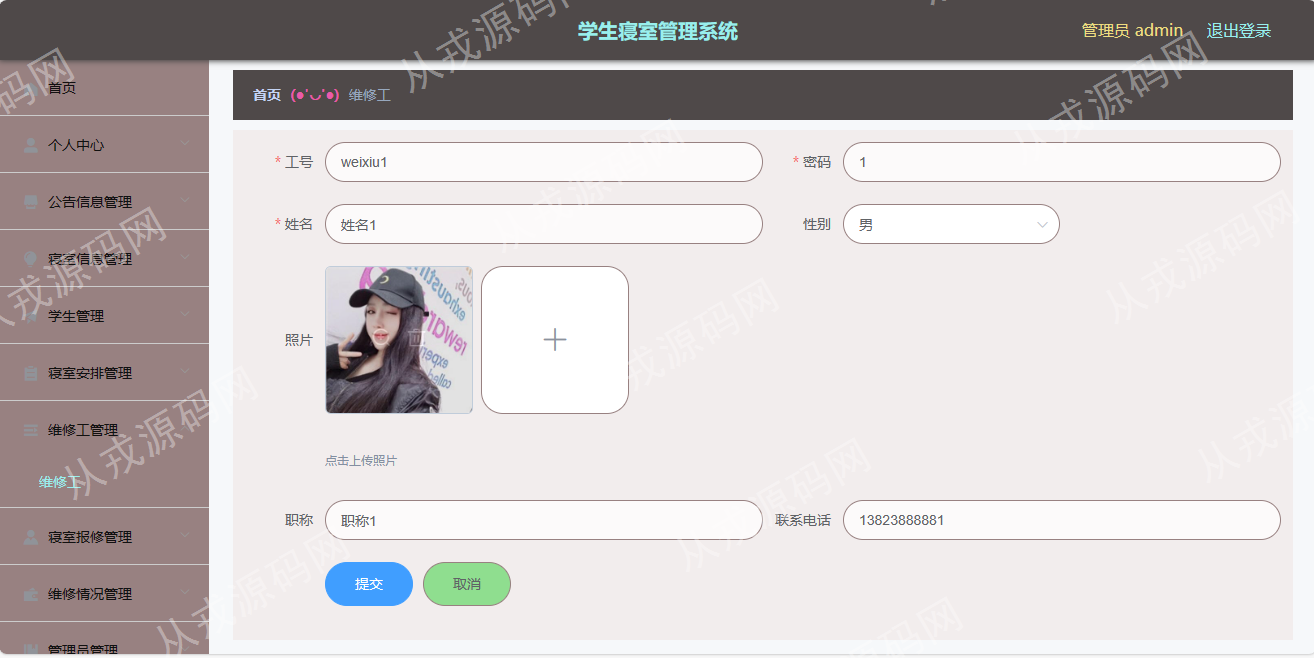 学生寝室管理系统
管理员 admin
退出登录
首页
个人中心
公告信息管理
寝室信息管理
学生管理
寝室安排管理
维修工管理
维修工
寝室报修管理
维修情况管理
管理员管理
首页 (●'◡'●) 维修工
* 工号 weixiu1
* 密码 1
* 姓名 姓名1
性别 男
照片
exhausting
rewar
exper
called
点击上传照片
职称 职称1
联系电话 13823888881
提交
取消
从戎源码网